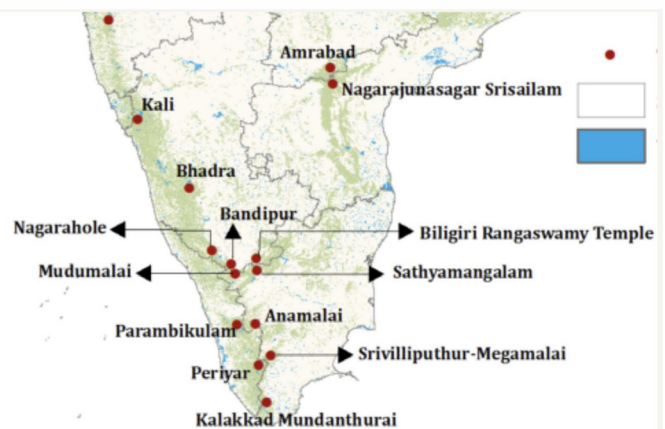 Amrabad
Nagarajunasagar Srisailam
Kali
Bhadra
Bandipur
Nagarahole
Biligiri Rangaswamy Temple
Mudumalai
Sathyamangalam
Parambikulam
Anamalai
Srivilliputhur-Megamalai
Periyar
Kalakkad Mundanthurai